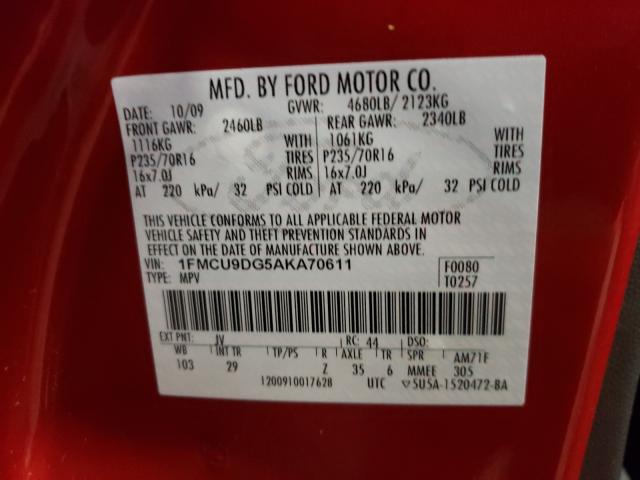 MFD. BY FORD MOTOR CO.
DATE: 10/09 GVWR: 4680LB/ 2123KG
FRONT GAWR: 2460LB REAR GAWR: 2340LB
1116KG WITH 1061KG WITH
P235/70R16 TIRES P235/70R16 TIRES
16x7.0J RIMS 16x7.0J RIMS
AT 220 kPa/ 32 PSI COLD AT 220 kPa/ 32 PSI COLD
THIS VEHICLE CONFORMS TO ALL APPLICABLE FEDERAL MOTOR
VEHICLE SAFETY AND THEFT PREVENTION STANDARDS IN
EFFECT ON THE DATE OF MANUFACTURE SHOWN ABOVE.
VIN: 1FMCU9DG5AKA70611 F0080
TYPE: MPV T0257
EXT PNT: JV RC: 44 DSO:
WB INT TR TP/PS R AXLE TR SPR AM71F
103 29 Z 35 6 MMEE 305
1200910017628 UTC 5U5A-1520472-BA